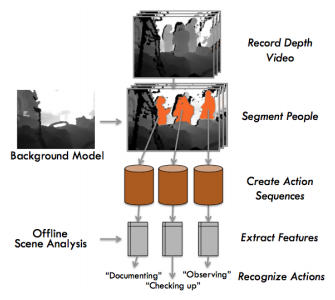 Record Depth
Video
Segment People
Background Model
Create Action
Sequences
Offline
Scene Analysis
Extract Features
"Documenting"
"Observing"
"Checking up"
Recognize Actions